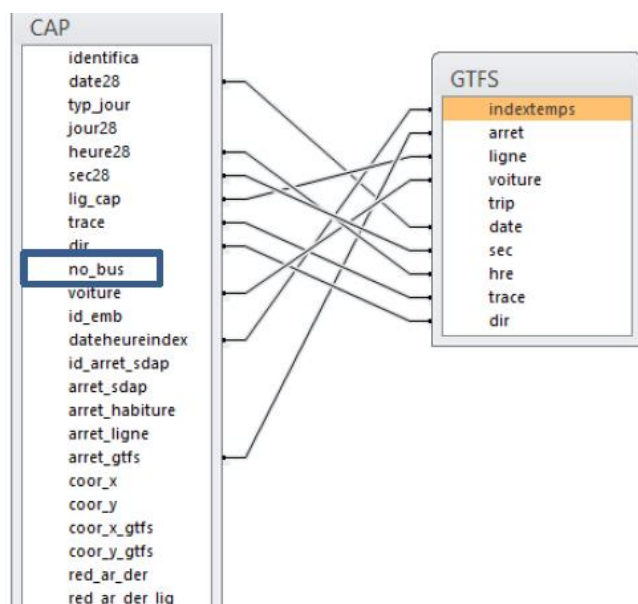 CAP
identifica
date28
typ_jour
jour28
heure28
sec28
lig_cap
trace
dir
no_bus
voiture
id_emb
dateheureindex
id_arret_sdap
arret_sdap
arret_habiture
arret_ligne
arret_gtfs
coor_x
coor_y
coor_x_gtfs
coor_y_gtfs
red_ar_der
red_ar_der_lig
GTFS
indextemps
arret
ligne
voiture
trip
date
sec
hre
trace
dir